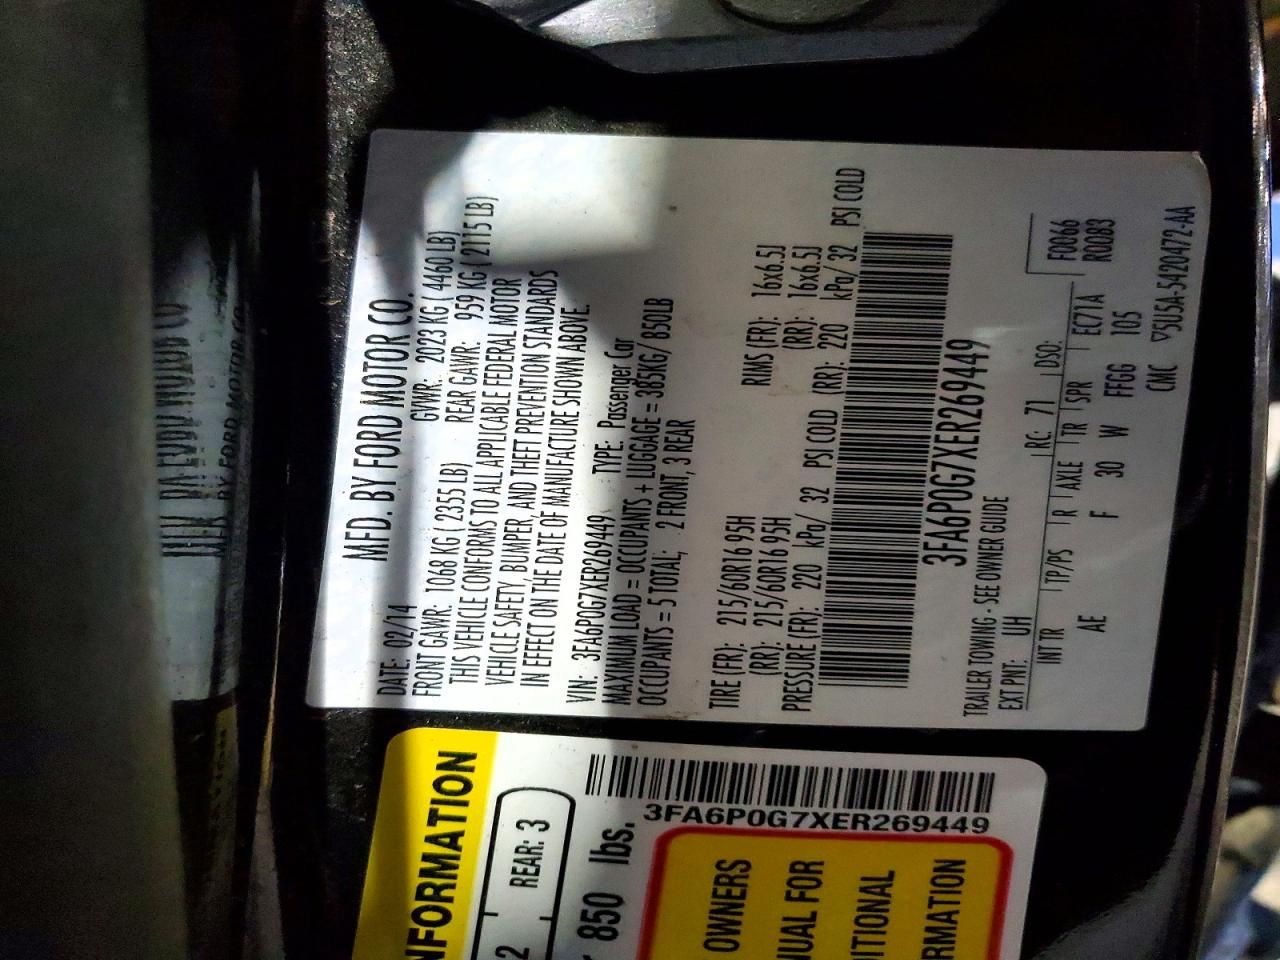 MFD. BY FORD MOTOR CO.
DATE: 02/14 GVWR: 2023 KG ( 4460 LB)
FRONT GAWR: 1068 KG ( 2355 LB) REAR GAWR: 959 KG ( 2115 LB)
THIS VEHICLE CONFORMS TO ALL APPLICABLE FEDERAL MOTOR
VEHICLE SAFETY, BUMPER, AND THEFT PREVENTION STANDARDS
IN EFFECT ON THE DATE OF MANUFACTURE SHOWN ABOVE.
VIN: 3FA6P0G7XER269449 TYPE: Passenger Car
MAXIMUM LOAD = OCCUPANTS + LUGGAGE = 385KG/ 850LB
OCCUPANTS = 5 TOTAL; 2 FRONT, 3 REAR
TIRE (FR): 215/60R16 95H RIMS (FR): 16x6.5J
(RR): 215/60R16 95H (RR): 16x6.5J
PRESSURE (FR): 220 kPa/ 32 PSI COLD (RR): 220 kPa/ 32 PSI COLD
3FA6P0G7XER269449
TRAILER TOWING - SEE OWNER GUIDE
EXT PNT: UH RC: 71 DSO: F0066
R0083
INT TR TP/PS R AXLE TR SPR EC71A
AE F 30 W FFGG 105
CMC ▽5U5A-5420472-AA
NFORMATION
2 REAR: 3
850 lbs.
3FA6P0G7XER269449
OWNERS
NUAL FOR
ITIONAL
RMATION